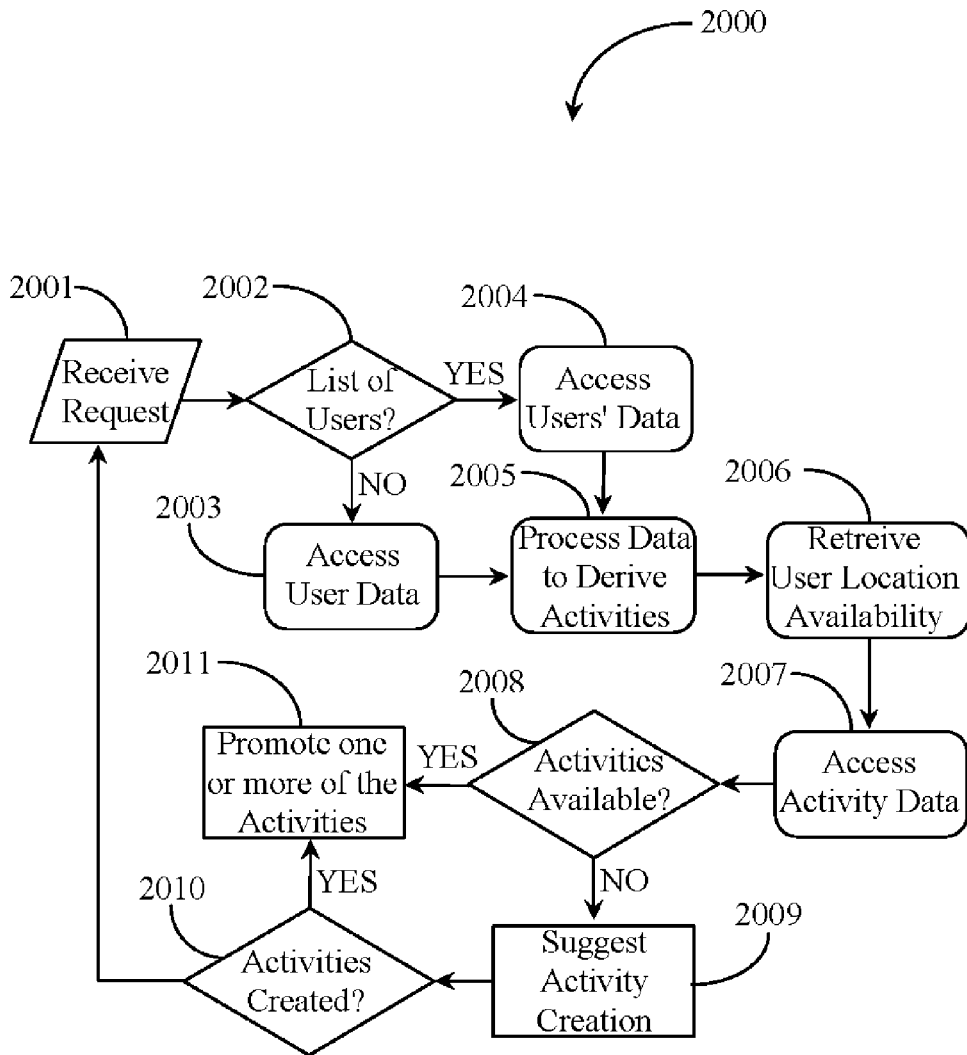 2000
2001
2002
2004
Receive
Request
List of
Users?
YES
Access
Users' Data
NO
2003
2005
2006
Access
User Data
Process Data
to Derive
Activities
Retreive
User Location
Availability
2011
2008
2007
Promote one
or more of the
Activities
YES
Activities
Available?
Access
Activity Data
YES
NO
2010
2009
Activities
Created?
Suggest
Activity
Creation